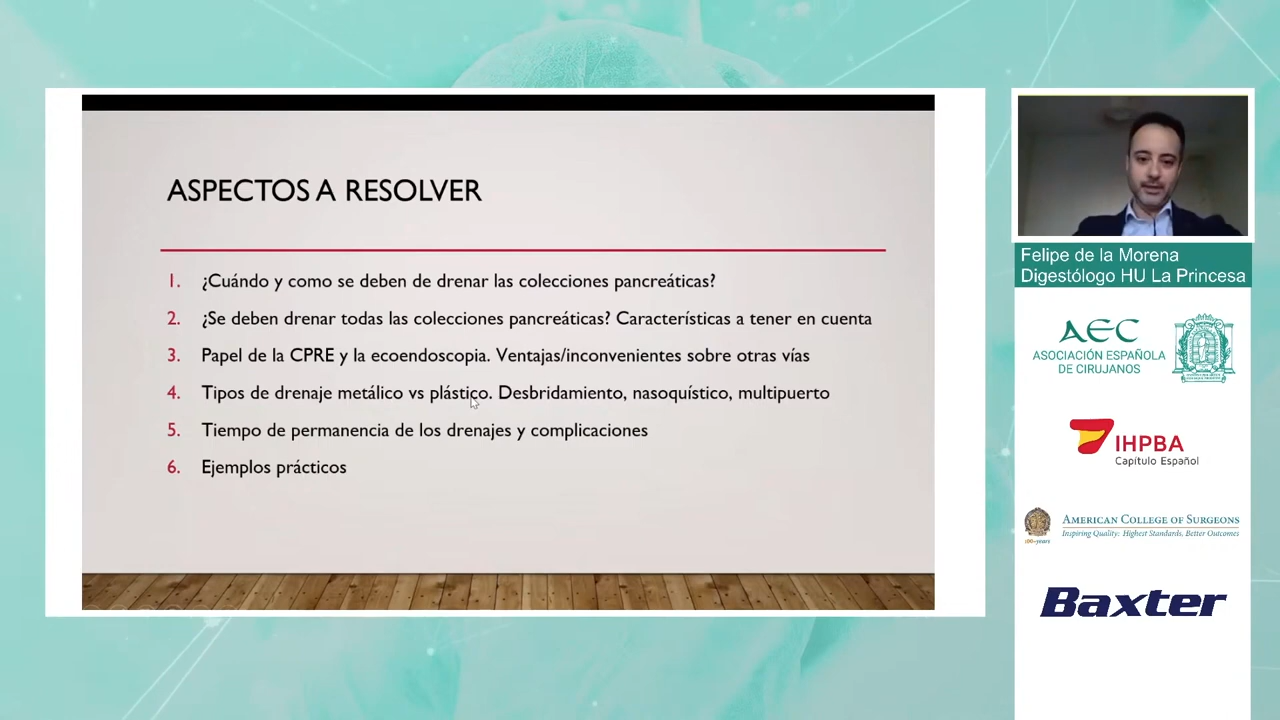 ASPECTOS A RESOLVER
1. ¿Cuándo y como se deben de drenar las colecciones pancreáticas?
2. ¿Se deben drenar todas las colecciones pancreáticas? Características a tener en cuenta
3. Papel de la CPRE y la ecoendoscopia. Ventajas/inconvenientes sobre otras vías
4. Tipos de drenaje metálico vs plástico. Desbridamiento, nasoquístico, multipuerto
5. Tiempo de permanencia de los drenajes y complicaciones
6. Ejemplos prácticos
Felipe de la Morena
Digestólogo HU La Princesa
AEC
ASOCIACIÓN ESPAÑOLA
DE CIRUJANOS
IHPBA
Capítulo Español
AMERICAN COLLEGE OF SURGEONS
Inspiring Quality: Highest Standards, Better Outcomes
100+years
Baxter